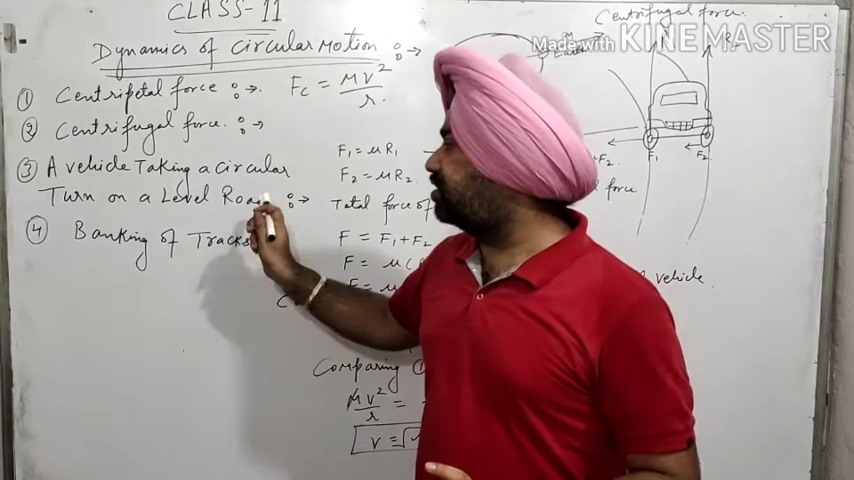 CLASS-11
Dynamics of Circular Motion :→
① Centripetal force :→. Fc = Mv²/r.
② Centrifugal force :→
③ A vehicle Taking a circular
Turn on a Level Road :→
④ Banking of Tracks
F1 = μR1
F2 = μR2
Total force of
F = F1+F2
F = μ
F =
Comparing ①
Mv²/r =
v = √
Centrifugal force.
F1 F2
force.
vehicle.
Made with KINEMASTER